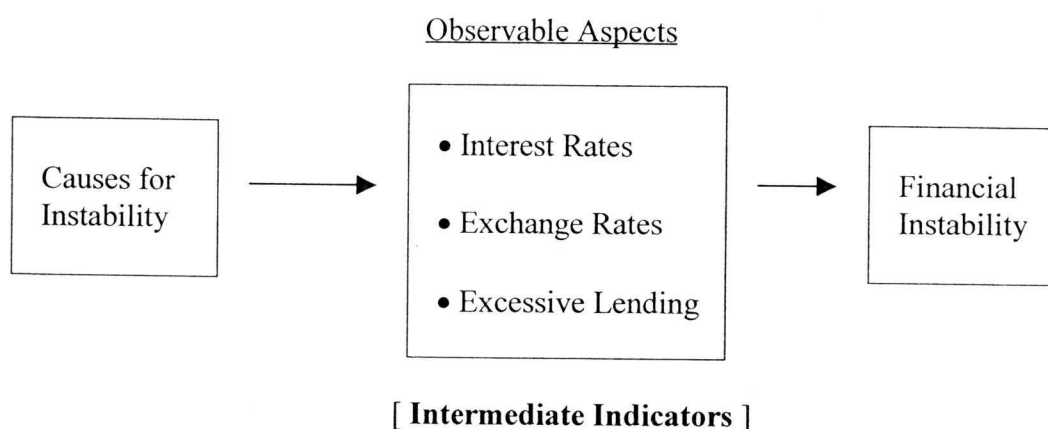 Observable Aspects
Causes for
Instability
• Interest Rates
• Exchange Rates
• Excessive Lending
Financial
Instability
[ Intermediate Indicators ]